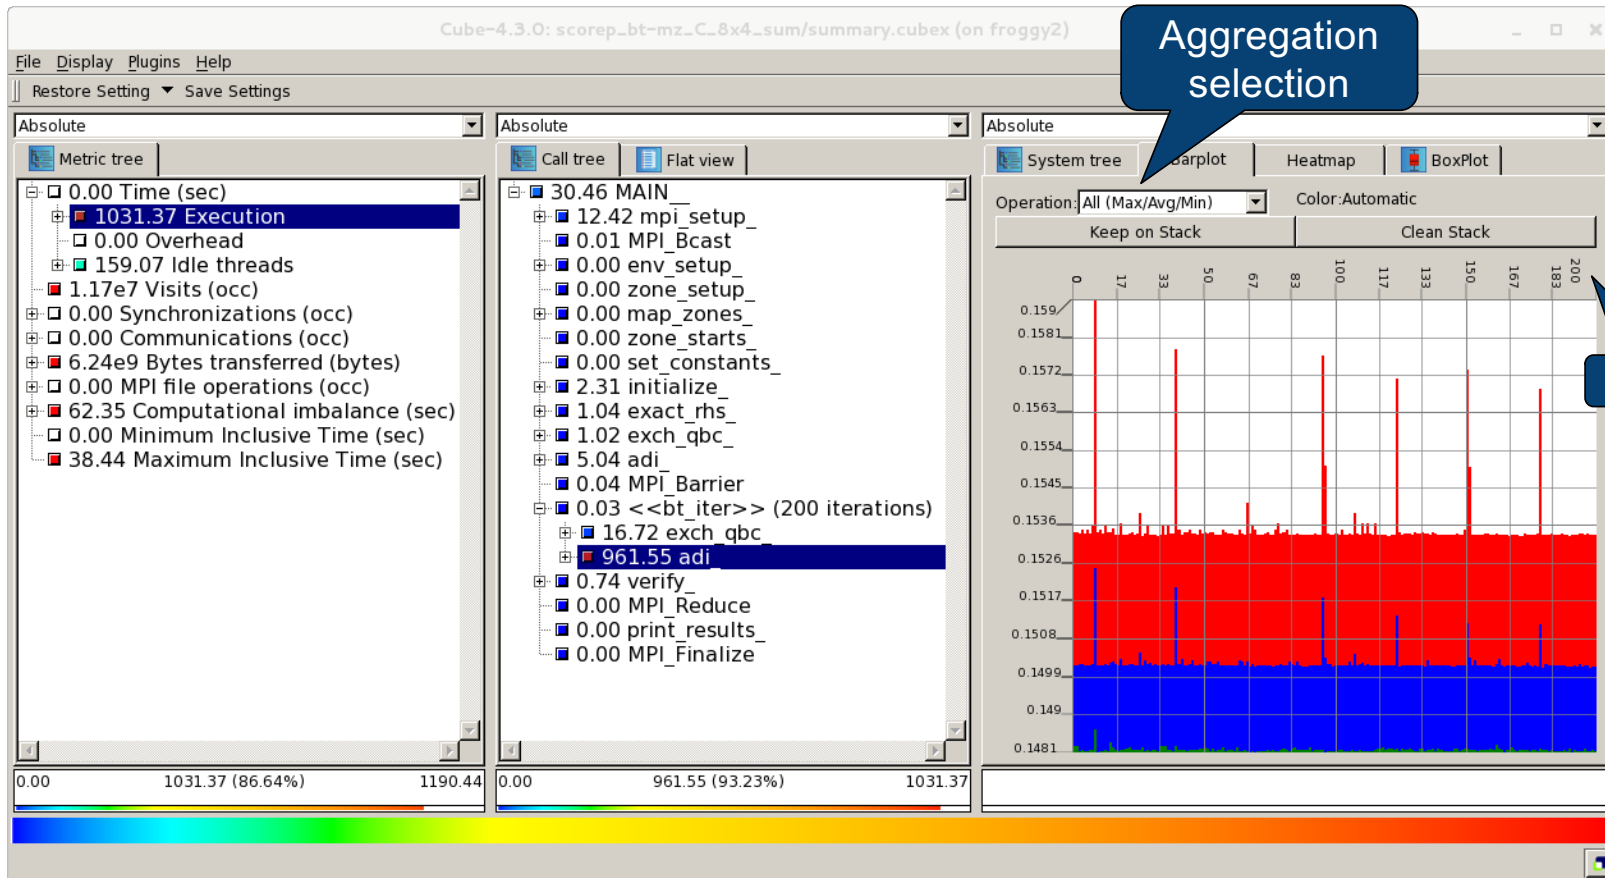 Cube-4.3.0: scorep_bt-mz_C_8x4_sum/summary.cubex (on froggy2)
Aggregation
selection
File Display Plugins Help
Restore Setting Save Settings
Absolute
Metric tree
0.00 Time (sec)
1031.37 Execution
0.00 Overhead
159.07 Idle threads
1.17e7 Visits (occ)
0.00 Synchronizations (occ)
0.00 Communications (occ)
6.24e9 Bytes transferred (bytes)
0.00 MPI file operations (occ)
62.35 Computational imbalance (sec)
0.00 Minimum Inclusive Time (sec)
38.44 Maximum Inclusive Time (sec)
0.00 1031.37 (86.64%) 1190.44
Absolute
Call tree Flat view
30.46 MAIN__
12.42 mpi_setup_
0.01 MPI_Bcast
0.00 env_setup_
0.00 zone_setup_
0.00 map_zones_
0.00 zone_starts_
0.00 set_constants_
2.31 initialize_
1.04 exact_rhs_
1.02 exch_qbc_
5.04 adi_
0.04 MPI_Barrier
0.03 <<bt_iter>> (200 iterations)
16.72 exch_qbc_
961.55 adi_
0.74 verify_
0.00 MPI_Reduce
0.00 print_results_
0.00 MPI_Finalize
0.00 961.55 (93.23%) 1031.37
Absolute
System tree Barplot Heatmap BoxPlot
Operation: All (Max/Avg/Min) Color:Automatic
Keep on Stack Clean Stack
0 17 33 50 67 83 100 117 133 150 167 183 200
0.159
0.1581
0.1572
0.1563
0.1554
0.1545
0.1536
0.1526
0.1517
0.1508
0.1499
0.149
0.1481